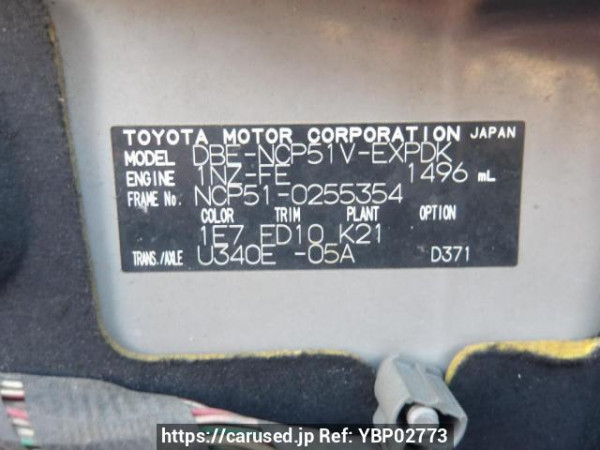 TOYOTA MOTOR CORPORATION JAPAN
MODEL DBE-NCP51V-EXPDK
ENGINE 1NZ-FE 1496 mL
FRAME No. NCP51-0255354
COLOR TRIM PLANT OPTION
1E7 ED10 K21
TRANS./AXLE U340E -05A D371
https://carused.jp Ref: YBP02773